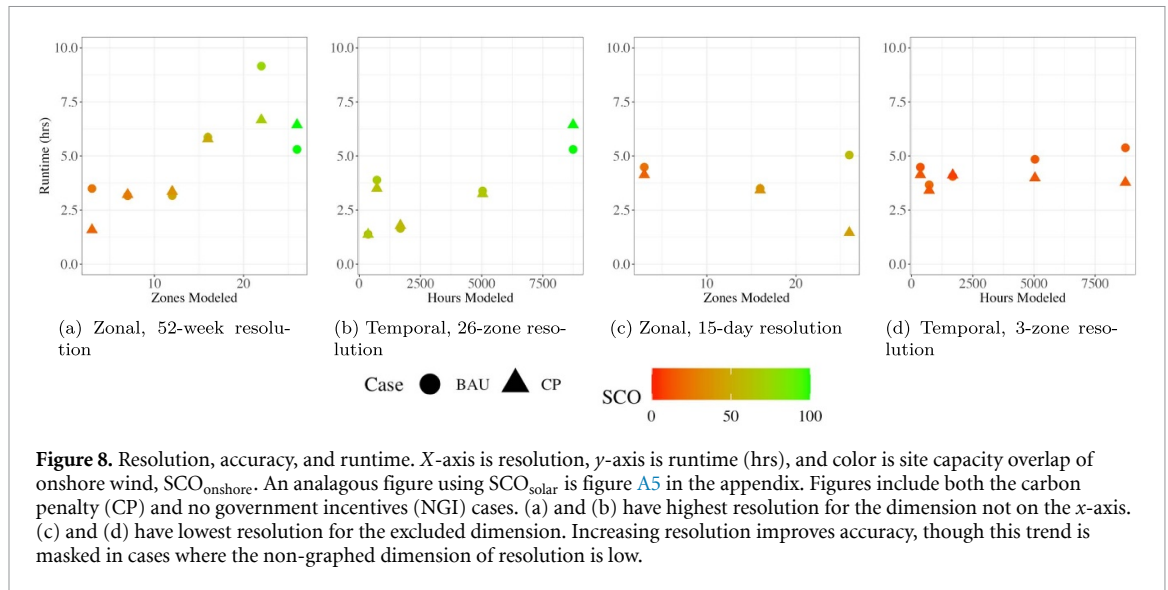 10.0
7.5
5.0
2.5
0.0
Runtime (hrs)
10
20
Zones Modeled
(a) Zonal, 52-week resolu-
tion
10.0
7.5
5.0
2.5
0.0
0
2500
5000
7500
Hours Modeled
(b) Temporal, 26-zone reso-
lution
10.0
7.5
5.0
2.5
0.0
10
20
Zones Modeled
(c) Zonal, 15-day resolution
10.0
7.5
5.0
2.5
0.0
0
2500
5000
7500
Hours Modeled
(d) Temporal, 3-zone reso-
lution
Case BAU CP
SCO
0 50 100
Figure 8. Resolution, accuracy, and runtime. X-axis is resolution, y-axis is runtime (hrs), and color is site capacity overlap of
onshore wind, SCOonshore. An analagous figure using SCOsolar is figure A5 in the appendix. Figures include both the carbon
penalty (CP) and no government incentives (NGI) cases. (a) and (b) have highest resolution for the dimension not on the x-axis.
(c) and (d) have lowest resolution for the excluded dimension. Increasing resolution improves accuracy, though this trend is
masked in cases where the non-graphed dimension of resolution is low.